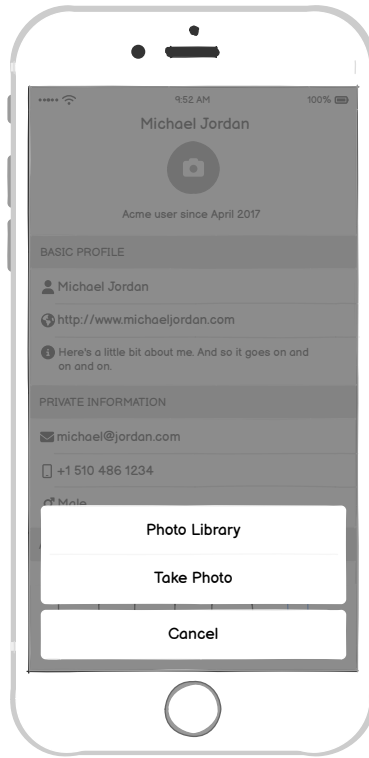 9:52 AM
100%
Michael Jordan
Acme user since April 2017
BASIC PROFILE
Michael Jordan
http://www.michaeljordan.com
Here's a little bit about me. And so it goes on and
on and on.
PRIVATE INFORMATION
michael@jordan.com
+1 510 486 1234
Male
Photo Library
Take Photo
Cancel